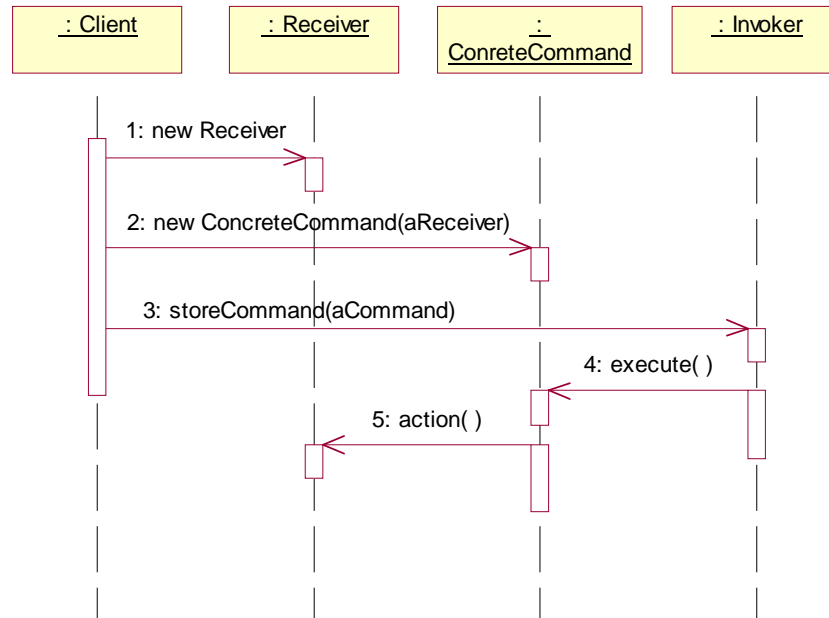 : Client
: Receiver
:
ConreteCommand
: Invoker
1: new Receiver
2: new ConcreteCommand(aReceiver)
3: storeCommand(aCommand)
4: execute( )
5: action( )